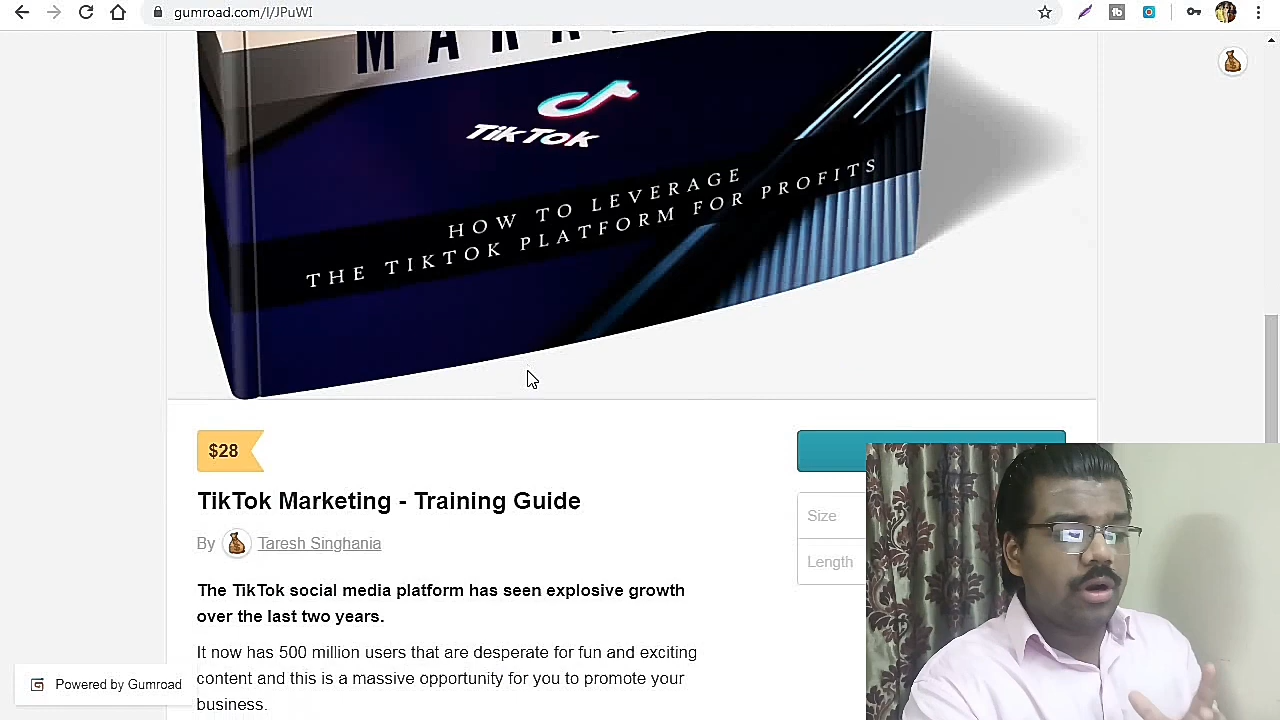 gumroad.com/l/JPuWI
TikTok
HOW TO LEVERAGE
THE TIKTOK PLATFORM FOR PROFITS
$28
TikTok Marketing - Training Guide
By Taresh Singhania
Size
Length
The TikTok social media platform has seen explosive growth
over the last two years.
It now has 500 million users that are desperate for fun and exciting
content and this is a massive opportunity for you to promote your
business.
Powered by Gumroad